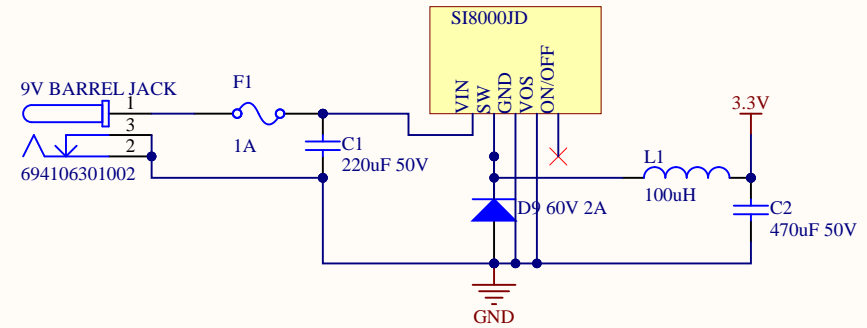 SI8000JD
VIN
SW
GND
VOS
ON/OFF
9V BARREL JACK
1
3
2
694106301002
F1
1A
C1
220uF 50V
D9 60V 2A
L1
100uH
3.3V
C2
470uF 50V
GND